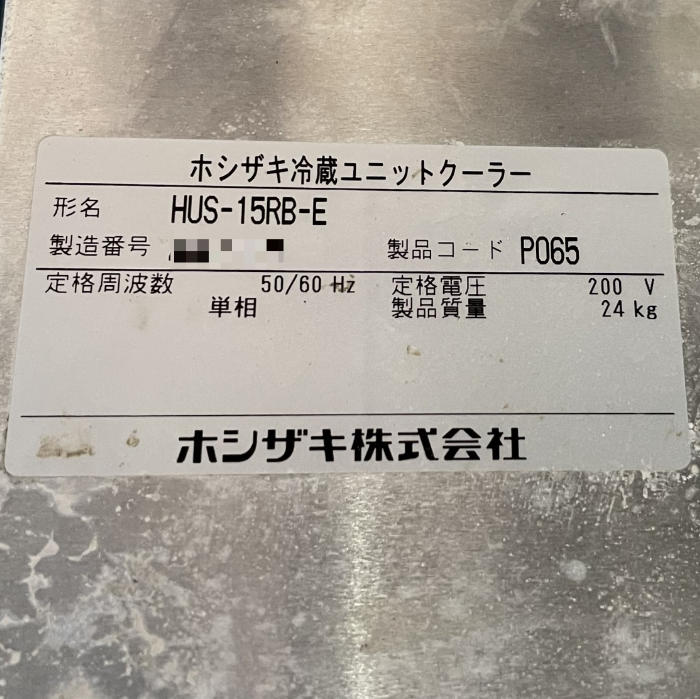 ホシザキ冷蔵ユニットクーラー
形名 HUS-15RB-E
製造番号 製品コード P065
定格周波数 50/60 Hz 定格電圧 200 V
単相 製品質量 24 kg
ホシザキ株式会社